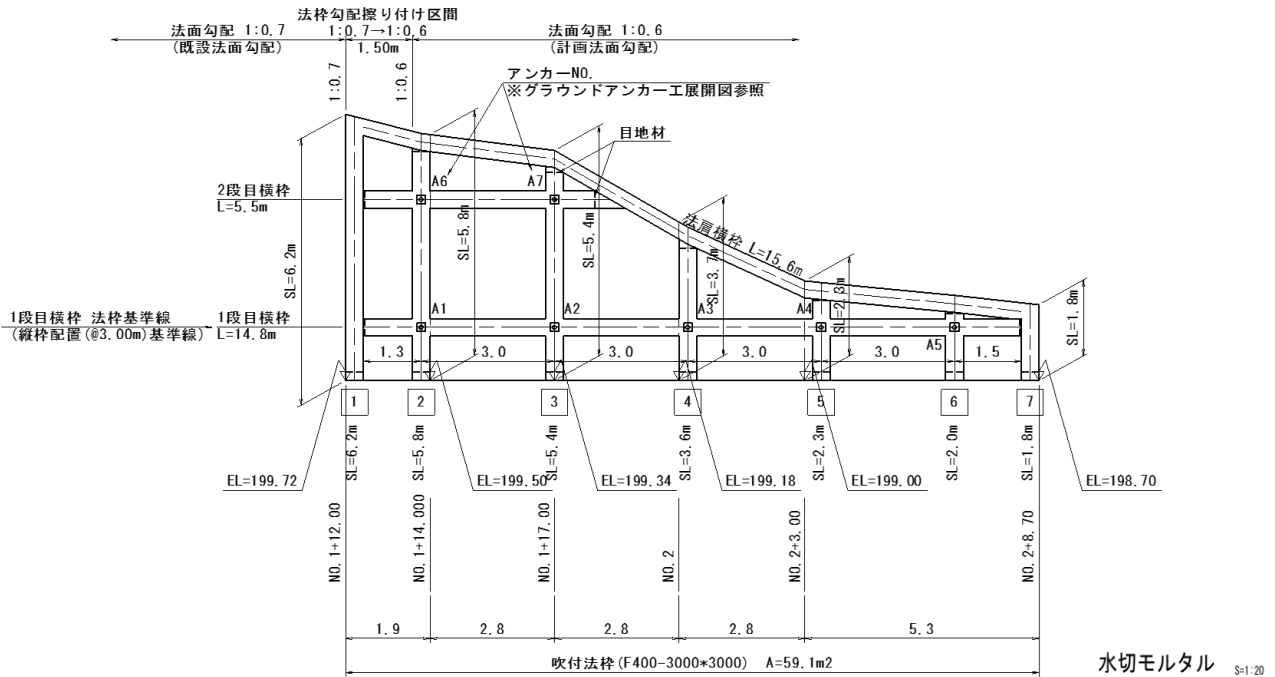 法枠勾配擦り付け区間
法面勾配 1:0.7
1:0.7→1:0.6
法面勾配 1:0.6
(既設法面勾配)
1.50m
(計画法面勾配)
1:0.7
1:0.6
アンカーNO.
※グラウンドアンカー工展開図参照
目地材
A6
A7
2段目横枠
L=5.5m
SL=6.2m
SL=5.8m
SL=5.4m
SL=3.7m
法肩横枠 L=15.6m
SL=2.3m
SL=1.8m
1段目横枠 法枠基準線
(縦枠配置(@3.00m)基準線)
1段目横枠
L=14.8m
A1
A2
A3
A4
A5
1.3
3.0
3.0
3.0
3.0
1.5
1
2
3
4
5
6
7
SL=6.2m
SL=5.8m
SL=5.4m
SL=3.6m
SL=2.3m
SL=2.0m
SL=1.8m
EL=199.72
EL=199.50
EL=199.34
EL=199.18
EL=199.00
EL=198.70
NO.1+12.00
NO.1+14.000
NO.1+17.00
NO.2
NO.2+3.00
NO.2+8.70
1.9
2.8
2.8
2.8
5.3
吹付法枠(F400-3000*3000) A=59.1m2
水切モルタル S=1:20